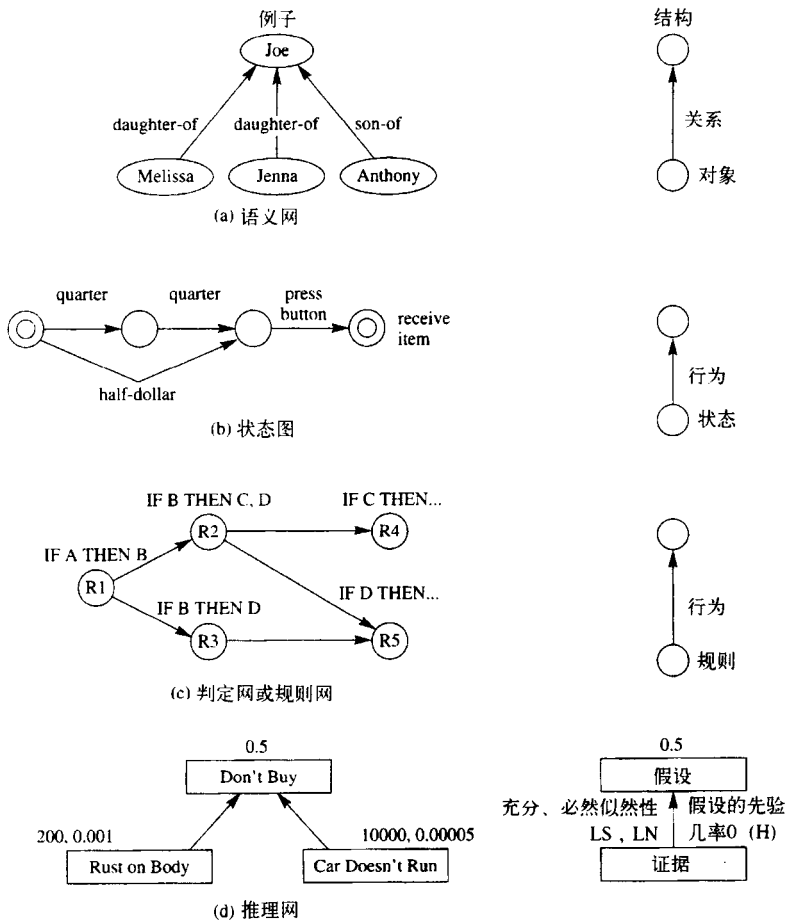 例子
结构
Joe
daughter-of
daughter-of
son-of
关系
Melissa
Jenna
Anthony
对象
(a) 语义网
quarter
quarter
press
button
receive
item
half-dollar
行为
状态
(b) 状态图
IF B THEN C, D
IF C THEN...
R2
R4
IF A THEN B
R1
IF D THEN...
IF B THEN D
行为
R3
R5
规则
(c) 判定网或规则网
0.5
0.5
Don't Buy
假设
充分、必然似然性
LS , LN
假设的先验
几率0 (H)
200, 0.001
10000, 0.00005
Rust on Body
Car Doesn't Run
证据
(d) 推理网